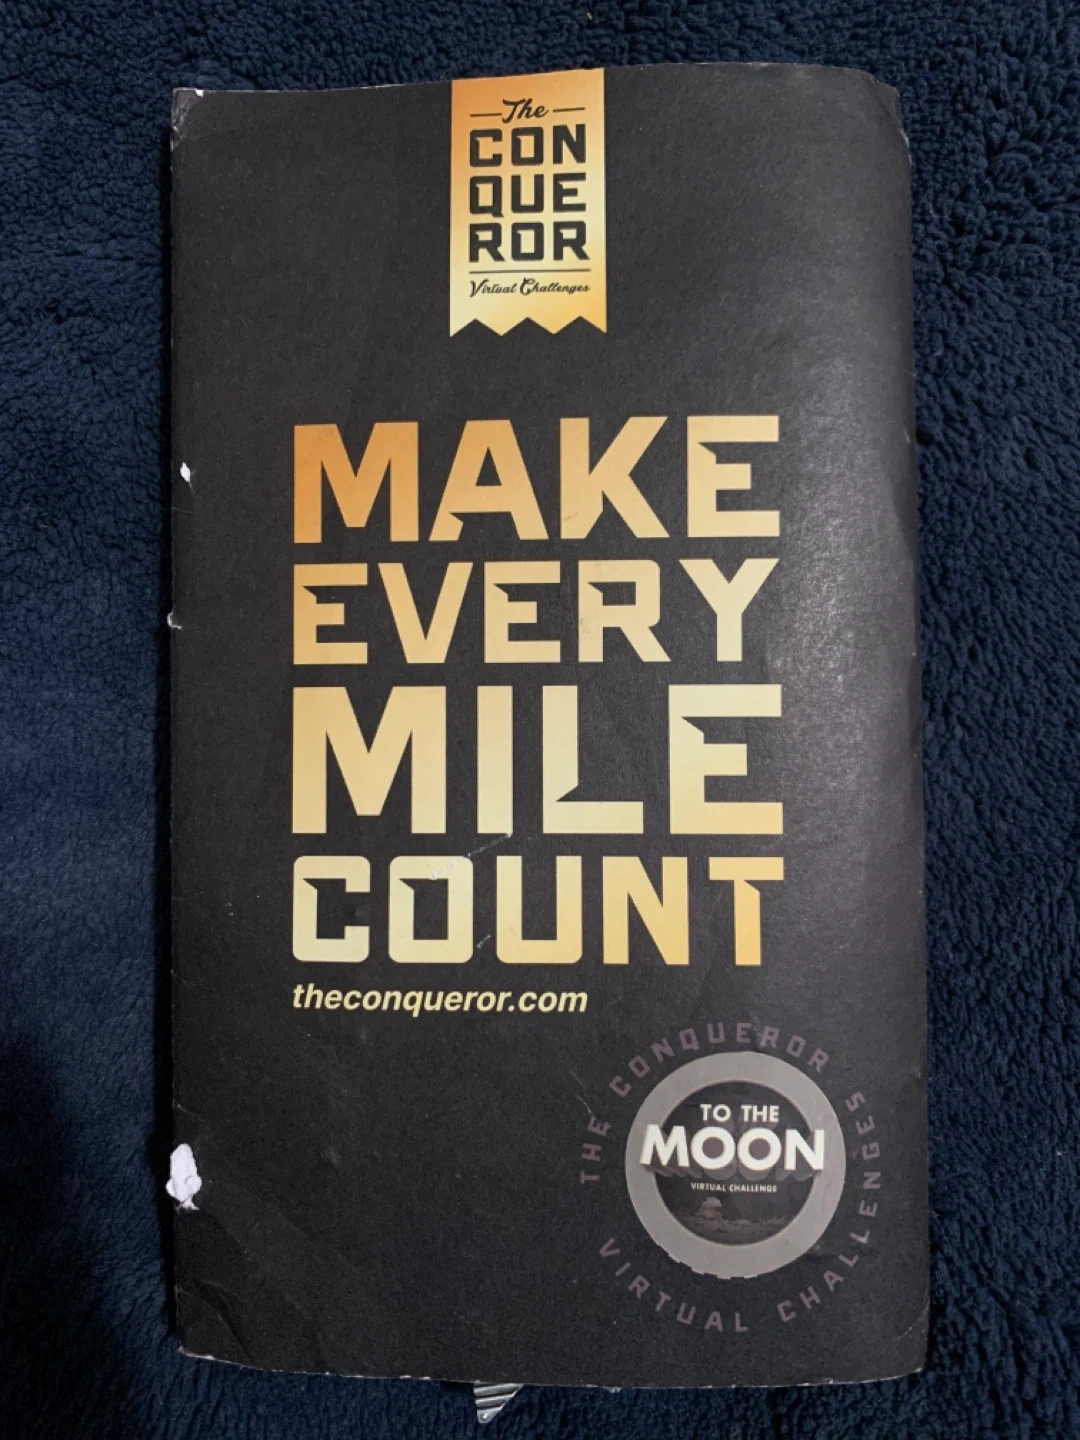 The
CON
QUE
ROR
Virtual Challenges
MAKE
EVERY
MILE
COUNT
theconqueror.com
THE CONQUEROR
TO THE
MOON
VIRTUAL CHALLENGE
VIRTUAL CHALLENGES